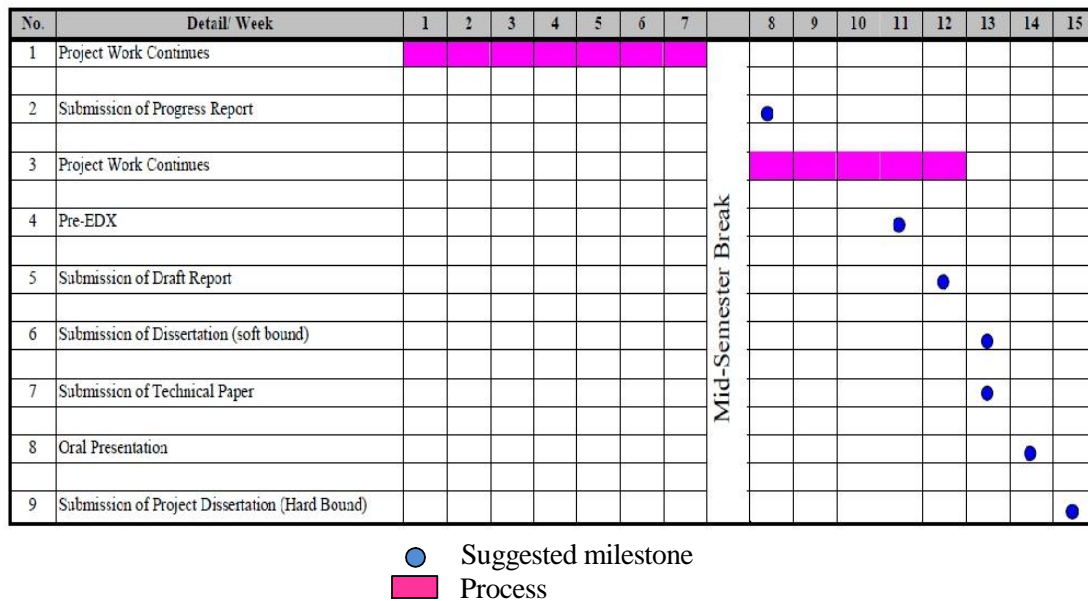 No. Detail/ Week 1 2 3 4 5 6 7 8 9 10 11 12 13 14 15
1 Project Work Continues
2 Submission of Progress Report
3 Project Work Continues
4 Pre-EDX
5 Submission of Draft Report
6 Submission of Dissertation (soft bound)
7 Submission of Technical Paper
8 Oral Presentation
9 Submission of Project Dissertation (Hard Bound)
Mid-Semester Break
Suggested milestone
Process